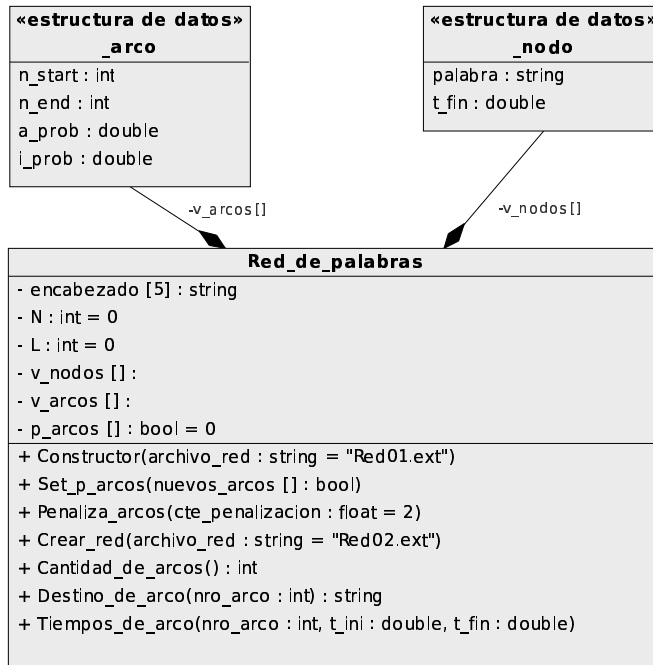 «estructura de datos»
_arco
n_start : int
n_end : int
a_prob : double
i_prob : double
«estructura de datos»
_nodo
palabra : string
t_fin : double
-v_arcos[]
-v_nodos[]
Red_de_palabras
- encabezado [5] : string
- N : int = 0
- L : int = 0
- v_nodos [] :
- v_arcos [] :
- p_arcos [] : bool = 0
+ Constructor(archivo_red : string = "Red01.ext")
+ Set_p_arcos(nuevos_arcos [] : bool)
+ Penaliza_arcos(cte_penalizacion : float = 2)
+ Crear_red(archivo_red : string = "Red02.ext")
+ Cantidad_de_arcos() : int
+ Destino_de_arco(nro_arco : int) : string
+ Tiempos_de_arco(nro_arco : int, t_ini : double, t_fin : double)